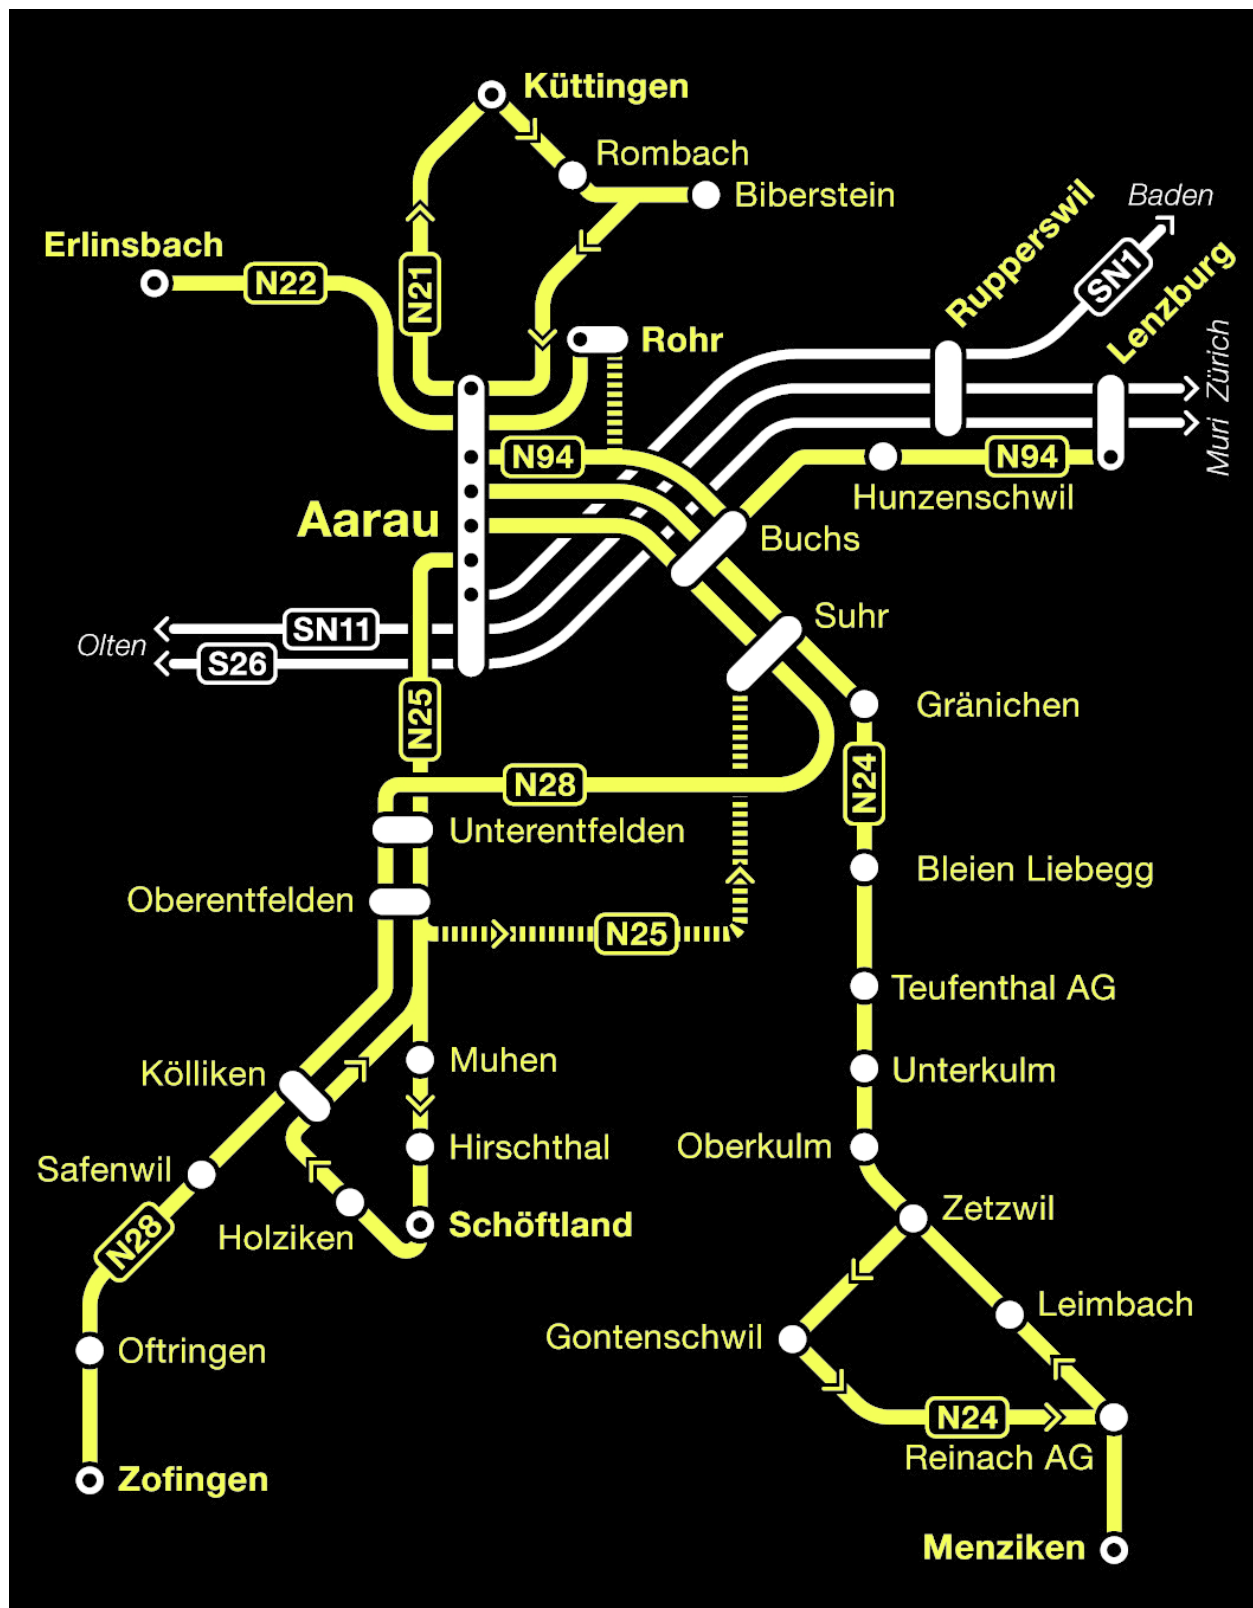 Küttingen
Rombach
Biberstein
Baden
Erlinsbach
N22
N21
Ruppertswil
SN1
Lenzburg
Rohr
Zürich
Muri
N94
N94
Hunzenschwil
Aarau
Buchs
Suhr
SN11
Olten
S26
Gränichen
N25
N28
N24
Unterentfelden
Bleien Liebegg
Oberentfelden
N25
Teufenthal AG
Muhen
Kölliken
Unterkulm
Hirschthal
Oberkulm
Safenwil
Zetzwil
Holziken
Schöftland
N28
Leimbach
Gontenschwil
Oftringen
N24
Reinach AG
Zofingen
Menziken